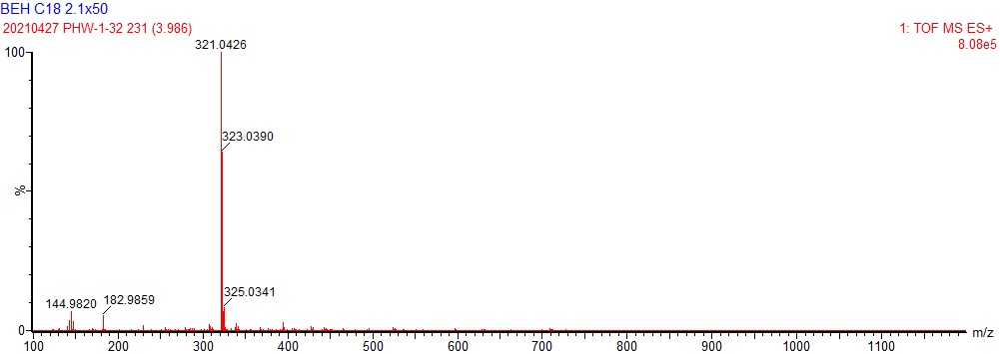 BEH C18 2.1x50
20210427 PHW-1-32 231 (3.986)
1: TOF MS ES+
8.08e5
321.0426
100
323.0390
%
325.0341
144.9820
182.9859
0
m/z
100 200 300 400 500 600 700 800 900 1000 1100